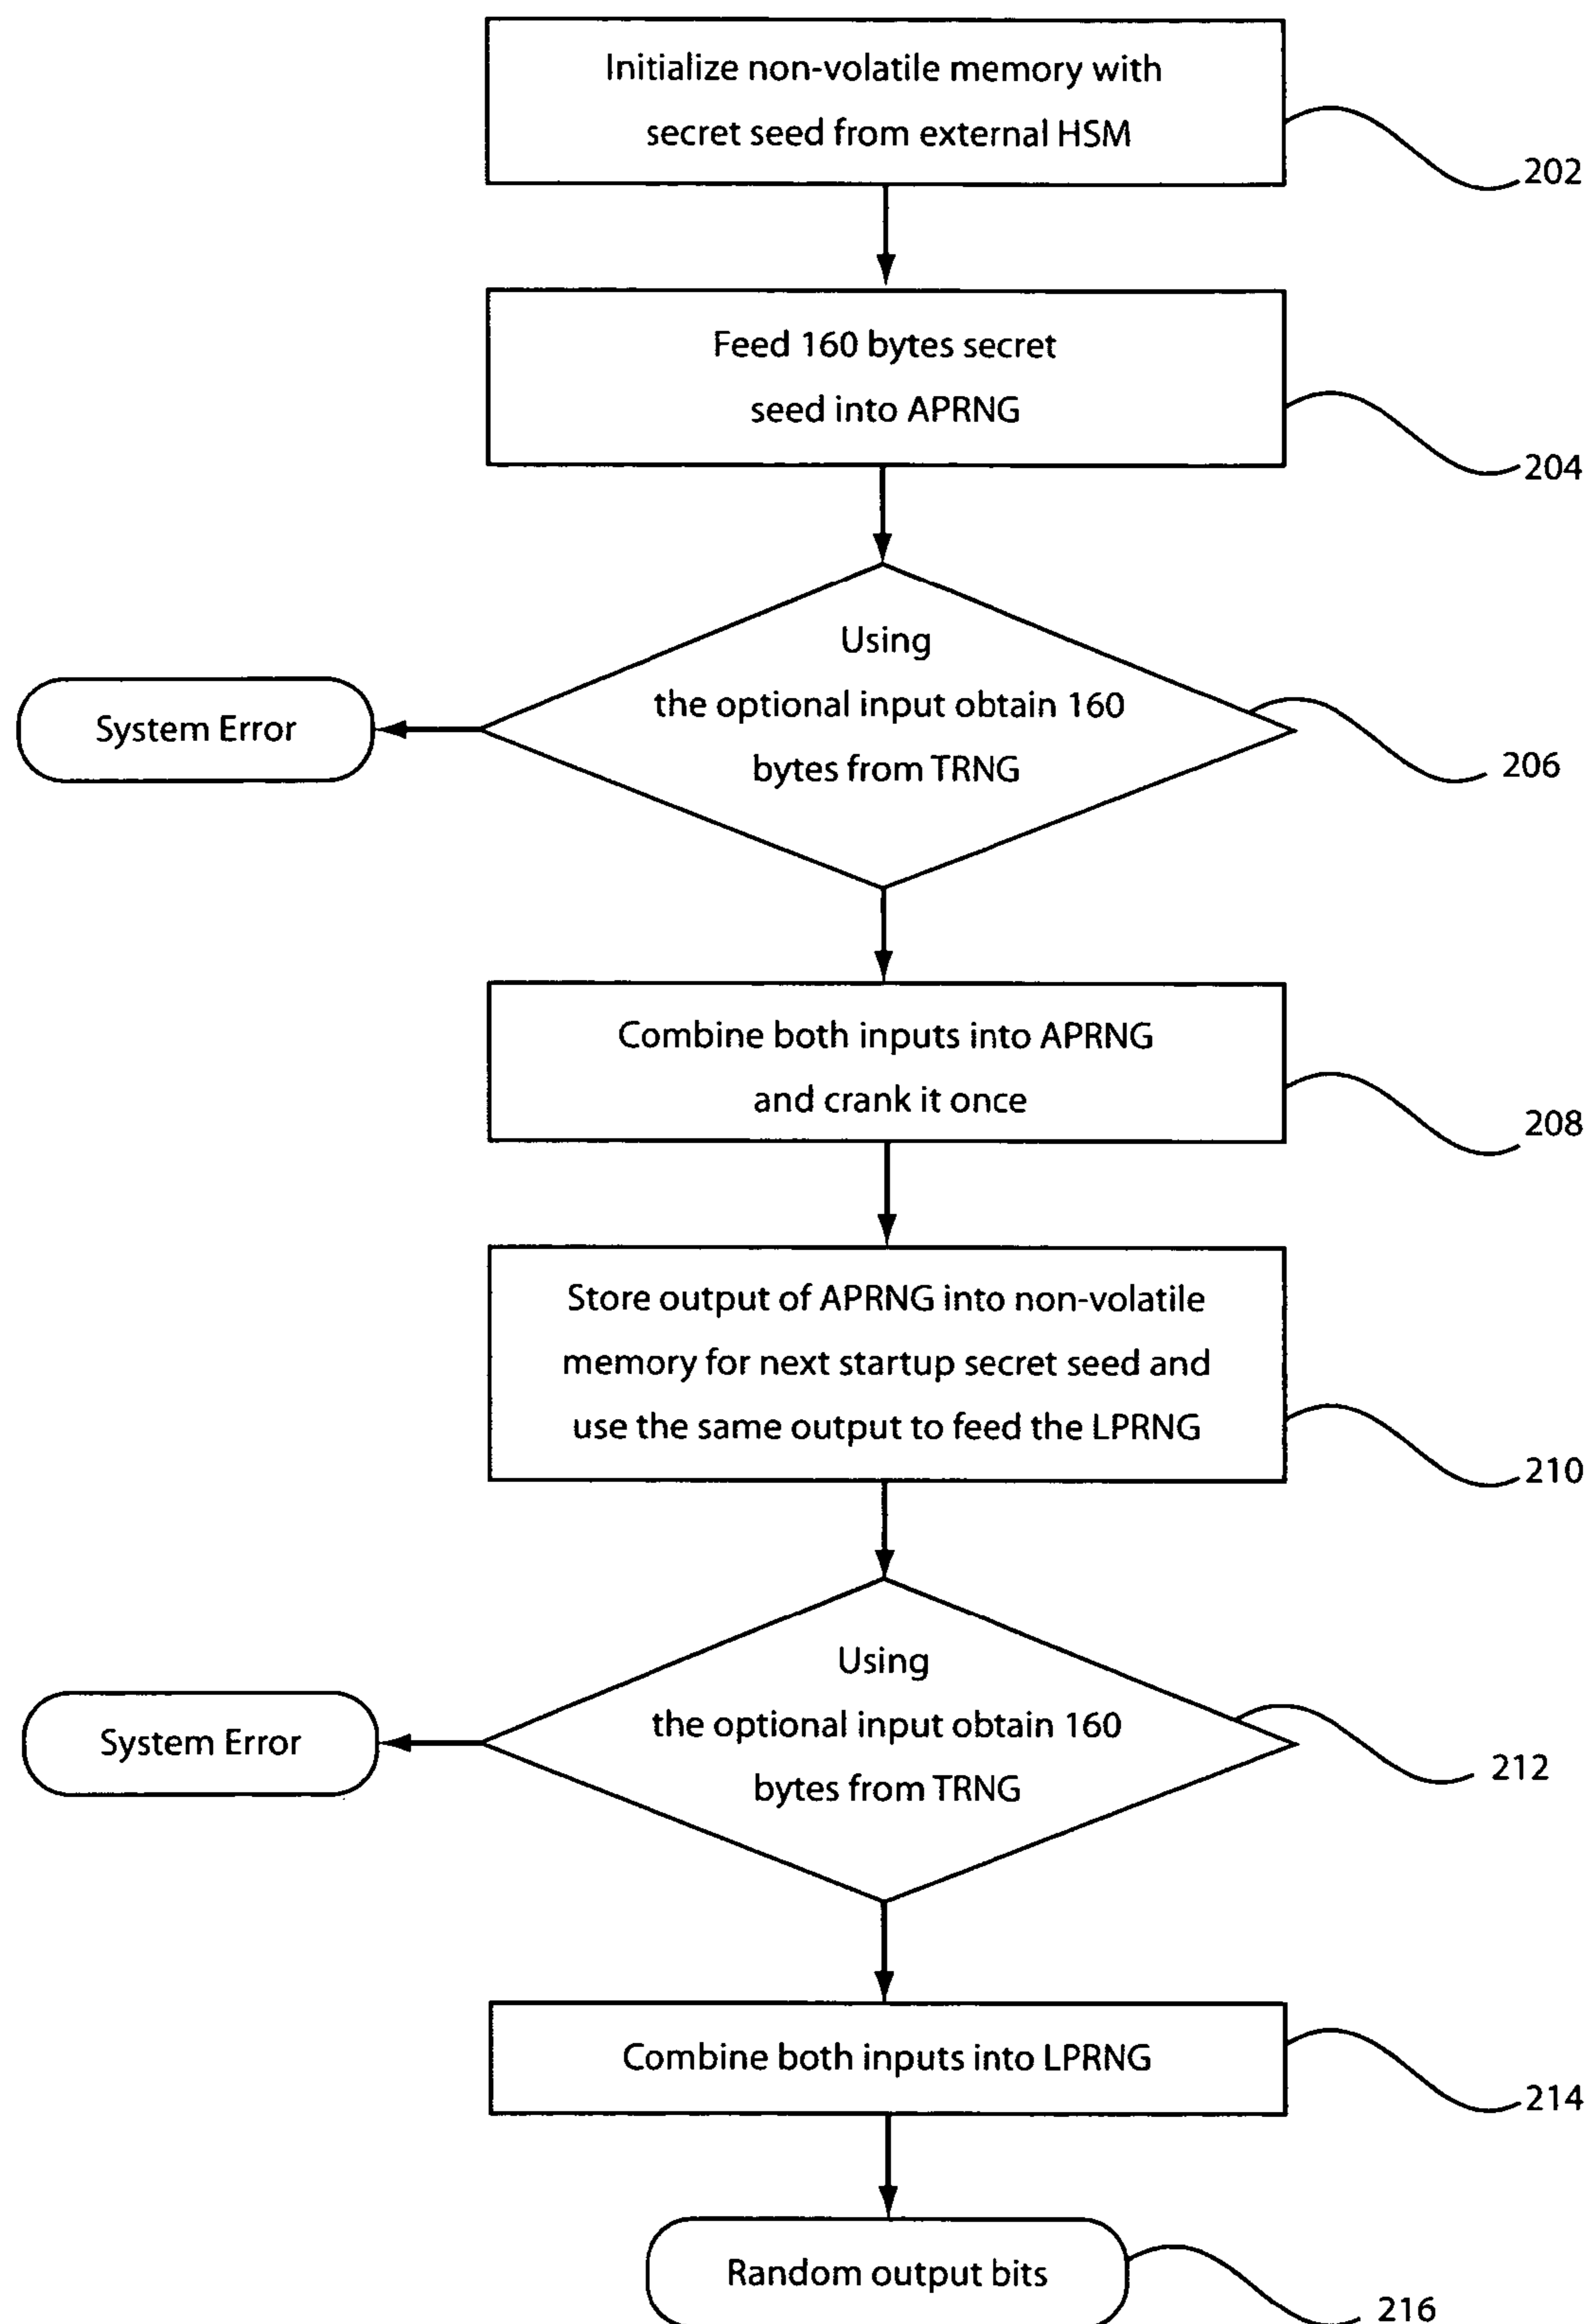 Initialize non-volatile memory with
secret seed from external HSM
202
Feed 160 bytes secret
seed into APRNG
204
Using
the optional input obtain 160
bytes from TRNG
System Error
206
Combine both inputs into APRNG
and crank it once
208
Store output of APRNG into non-volatile
memory for next startup secret seed and
use the same output to feed the LPRNG
210
Using
the optional input obtain 160
bytes from TRNG
System Error
212
Combine both inputs into LPRNG
214
Random output bits
216